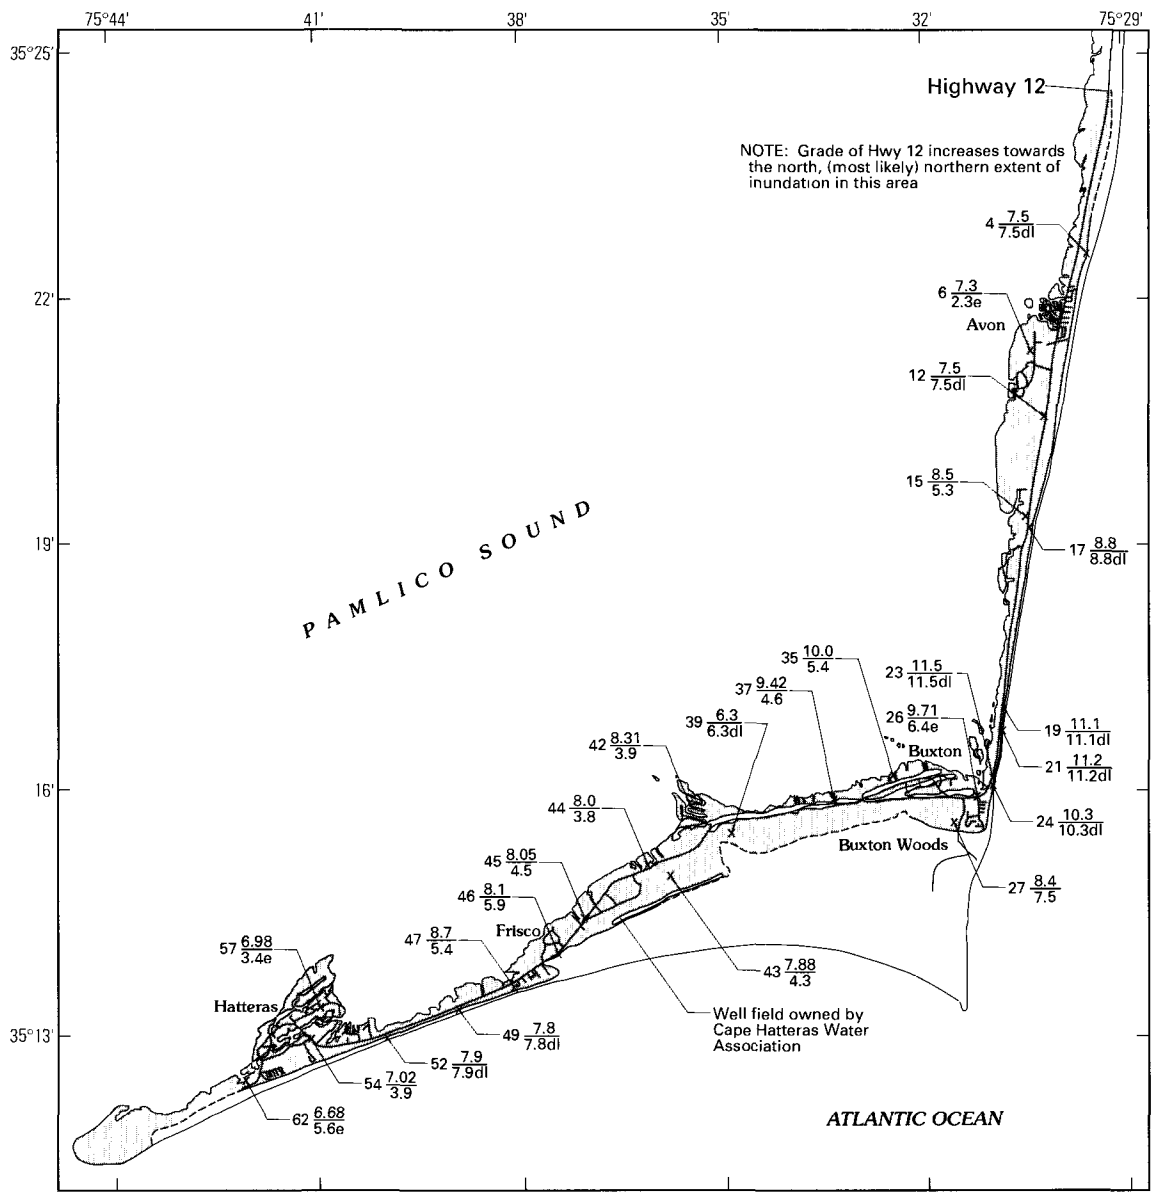 75°44' 41' 38' 35' 32' 75°29'
35°25'
Highway 12
NOTE: Grade of Hwy 12 increases towards
the north, (most likely) northern extent of
inundation in this area
4 7.5
7.5dl
22'
6 7.3
2.3e
Avon
12 7.5
7.5dl
15 8.5
5.3
PAMLICO SOUND
19'
17 8.8
8.8dl
35 10.0
5.4
23 11.5
11.5dl
37 9.42
4.6
39 6.3
6.3dl
26 9.71
6.4e
19 11.1
11.1dl
42 8.31
3.9
Buxton
21 11.2
11.2dl
16'
44 8.0
3.8
24 10.3
10.3dl
Buxton Woods
45 8.05
4.5
27 8.4
7.5
46 8.1
5.9
Frisco
47 8.7
5.4
57 6.98
3.4e
43 7.88
4.3
Hatteras
Well field owned by
Cape Hatteras Water
Association
35°13'
49 7.8
7.8dl
52 7.9
7.9dl
54 7.02
3.9
62 6.68
5.6e
ATLANTIC OCEAN